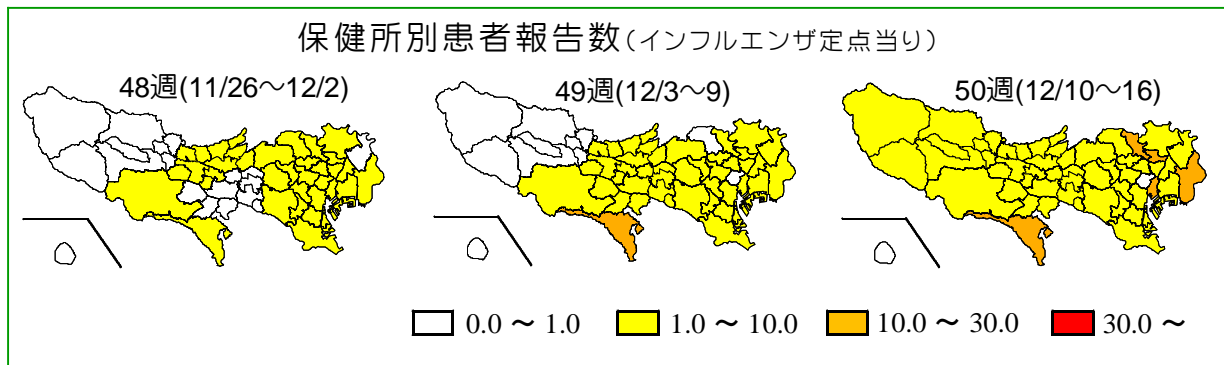 保健所別患者報告数(インフルエンザ定点当り)
48週(11/26～12/2)
49週(12/3～9)
50週(12/10～16)
0.0 ～ 1.0
1.0 ～ 10.0
10.0 ～ 30.0
30.0 ～